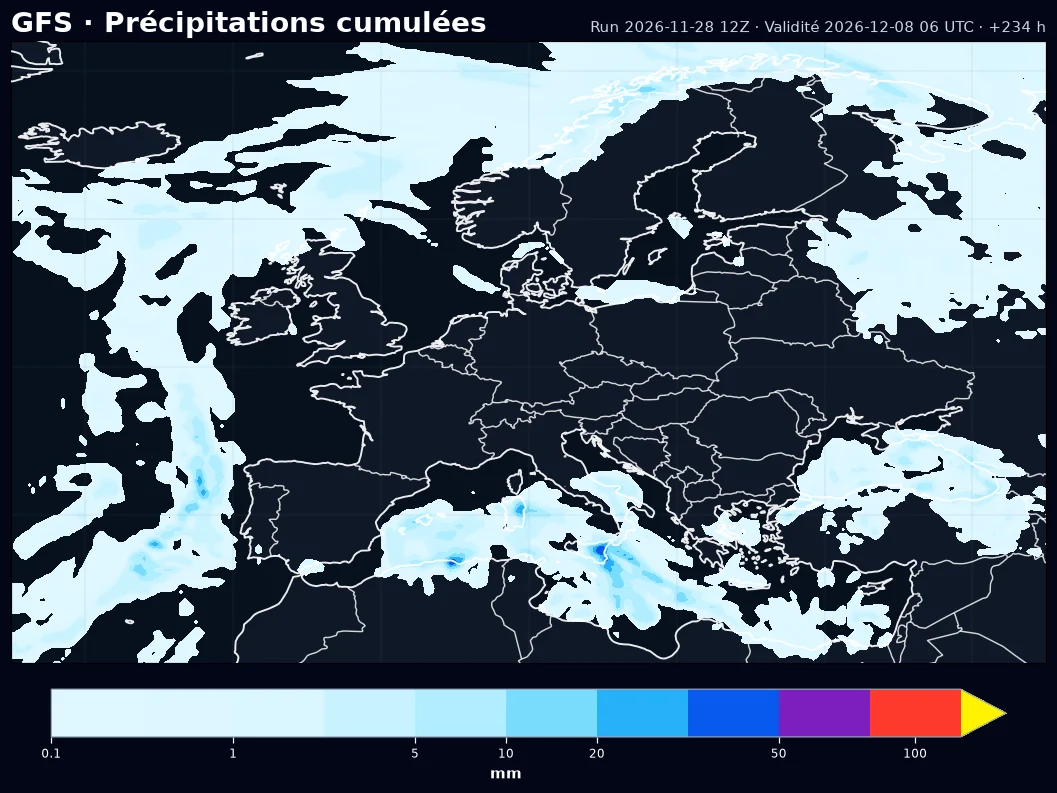 GFS · Précipitations cumulées
Run 2026-11-28 12Z · Validité 2026-12-08 06 UTC · +234 h
0.1 1 5 10 20 50 100
mm